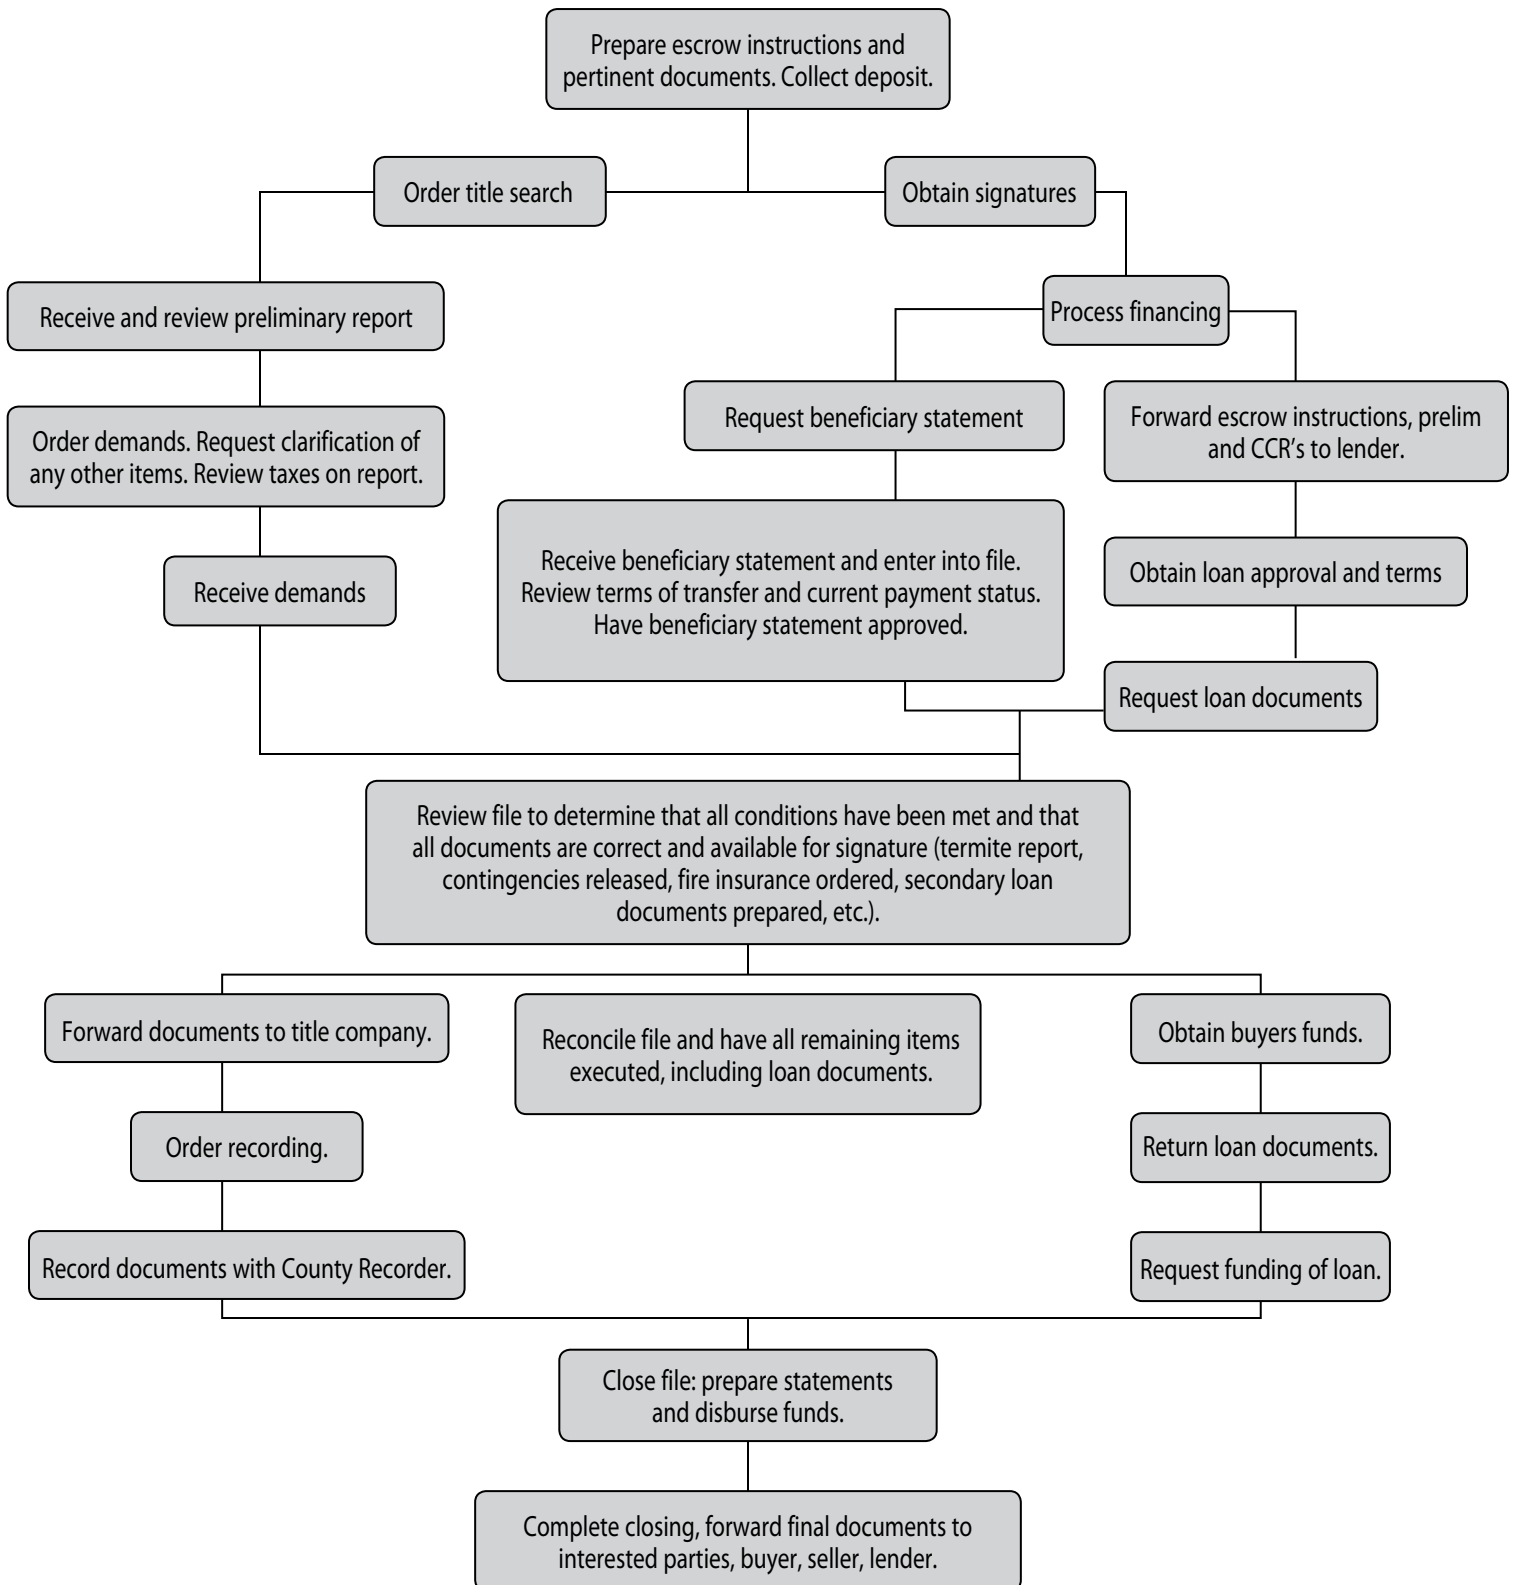 Prepare escrow instructions and
pertinent documents. Collect deposit.
Order title search
Obtain signatures
Receive and review preliminary report
Process financing
Request beneficiary statement
Forward escrow instructions, prelim
and CCR's to lender.
Order demands. Request clarification of
any other items. Review taxes on report.
Receive demands
Receive beneficiary statement and enter into file.
Review terms of transfer and current payment status.
Have beneficiary statement approved.
Obtain loan approval and terms
Request loan documents
Review file to determine that all conditions have been met and that
all documents are correct and available for signature (termite report,
contingencies released, fire insurance ordered, secondary loan
documents prepared, etc.).
Forward documents to title company.
Reconcile file and have all remaining items
executed, including loan documents.
Obtain buyers funds.
Order recording.
Return loan documents.
Record documents with County Recorder.
Request funding of loan.
Close file: prepare statements
and disburse funds.
Complete closing, forward final documents to
interested parties, buyer, seller, lender.